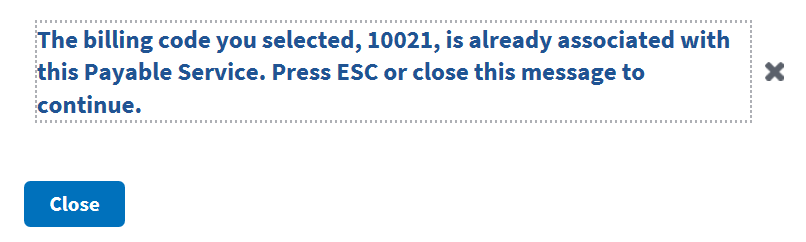 The billing code you selected, 10021, is already associated with
this Payable Service. Press ESC or close this message to
continue.
Close